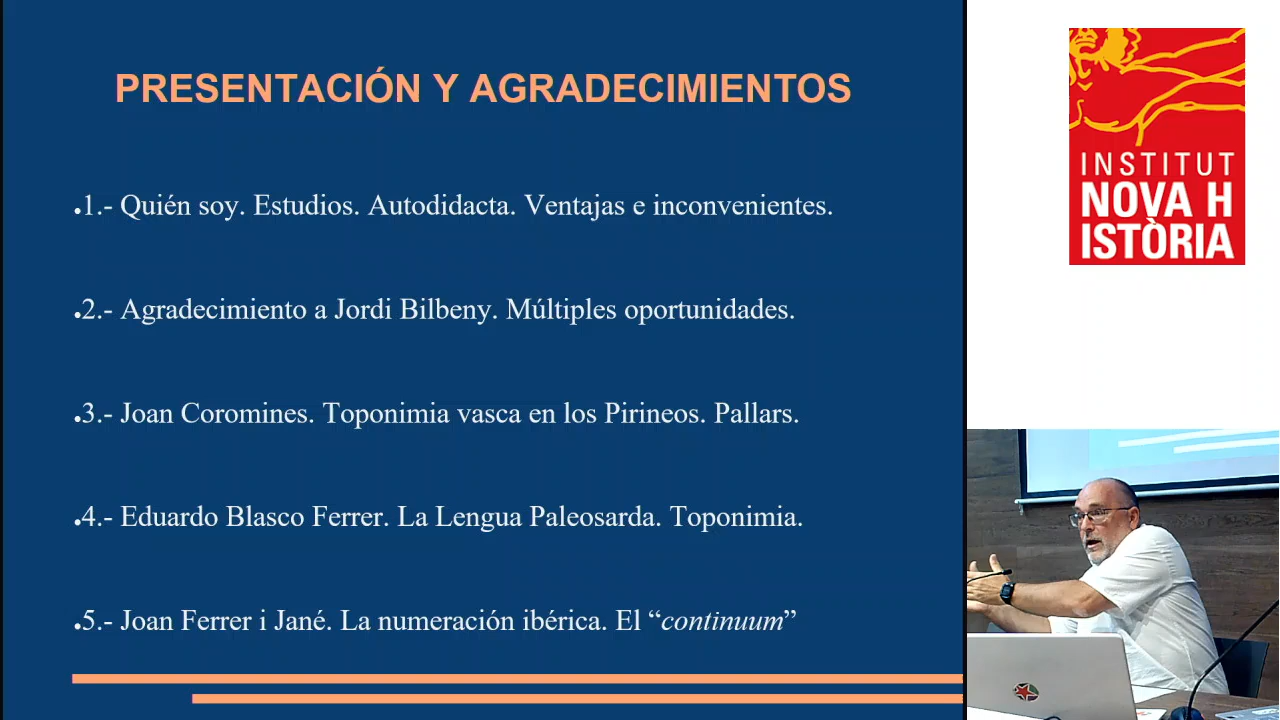 PRESENTACIÓN Y AGRADECIMIENTOS
●1.- Quién soy. Estudios. Autodidacta. Ventajas e inconvenientes.
●2.- Agradecimiento a Jordi Bilbeny. Múltiples oportunidades.
●3.- Joan Coromines. Toponimia vasca en los Pirineos. Pallars.
●4.- Eduardo Blasco Ferrer. La Lengua Paleosarda. Toponimia.
●5.- Joan Ferrer i Jané. La numeración ibérica. El “continuum”
INSTITUT
NOVA H
ISTÒRIA